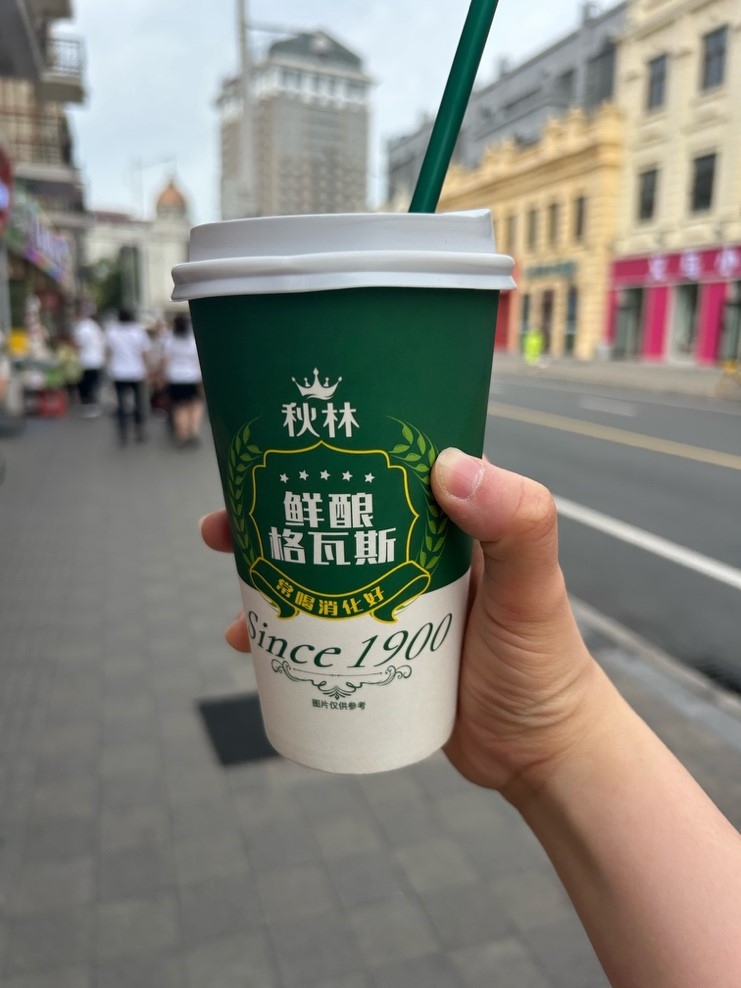 秋林
鲜酿
格瓦斯
常喝消化好
Since 1900
图片仅供参考